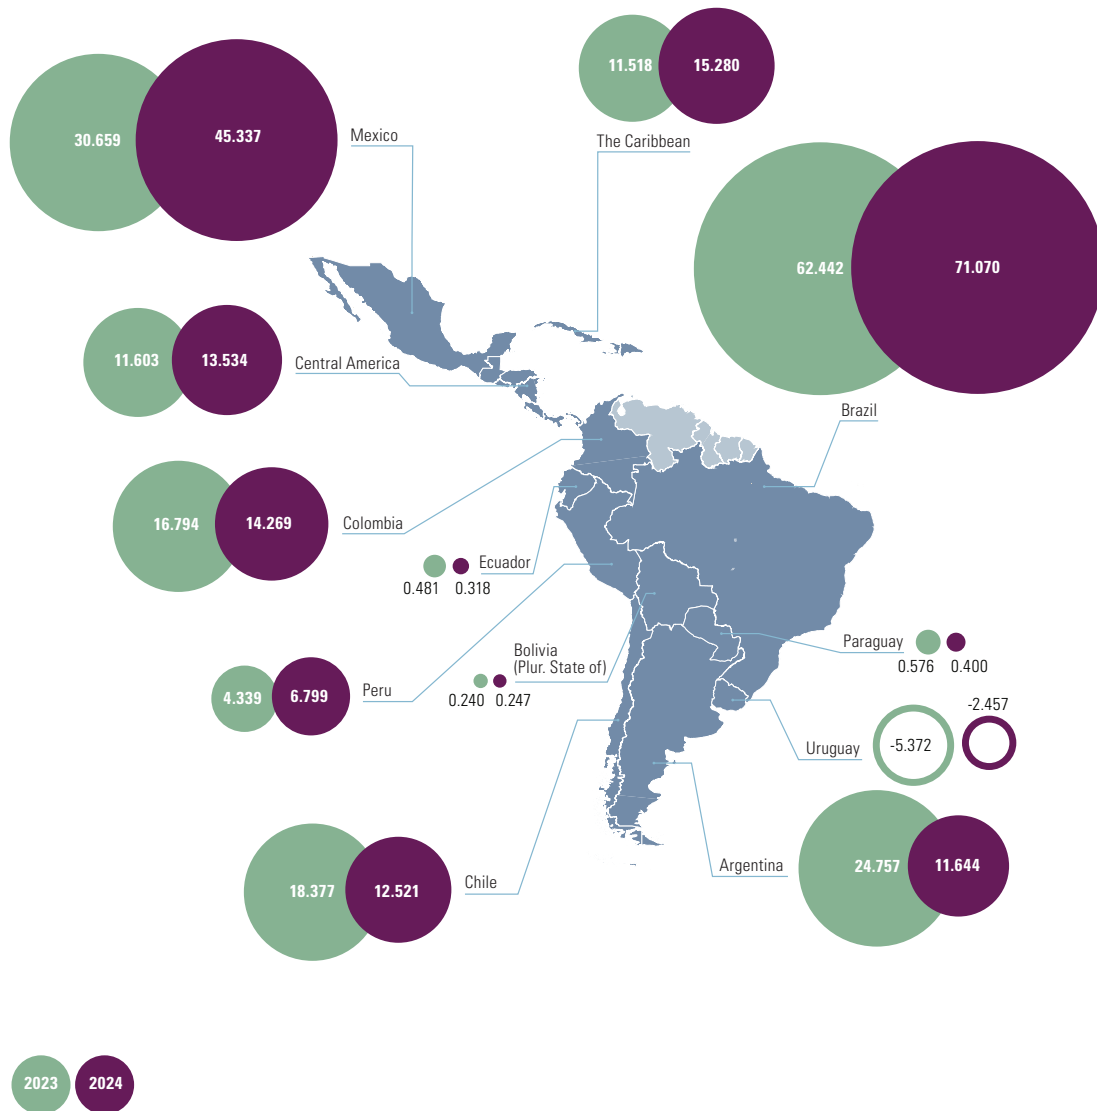 11.518
15.280
The Caribbean
30.659
45.337
Mexico
62.442
71.070
Brazil
11.603
13.534
Central America
16.794
14.269
Colombia
Ecuador
0.481
0.318
4.339
6.799
Peru
Bolivia
(Plur. State of)
0.240
0.247
Paraguay
0.576
0.400
-2.457
Uruguay
-5.372
24.757
11.644
Argentina
18.377
12.521
Chile
2023
2024